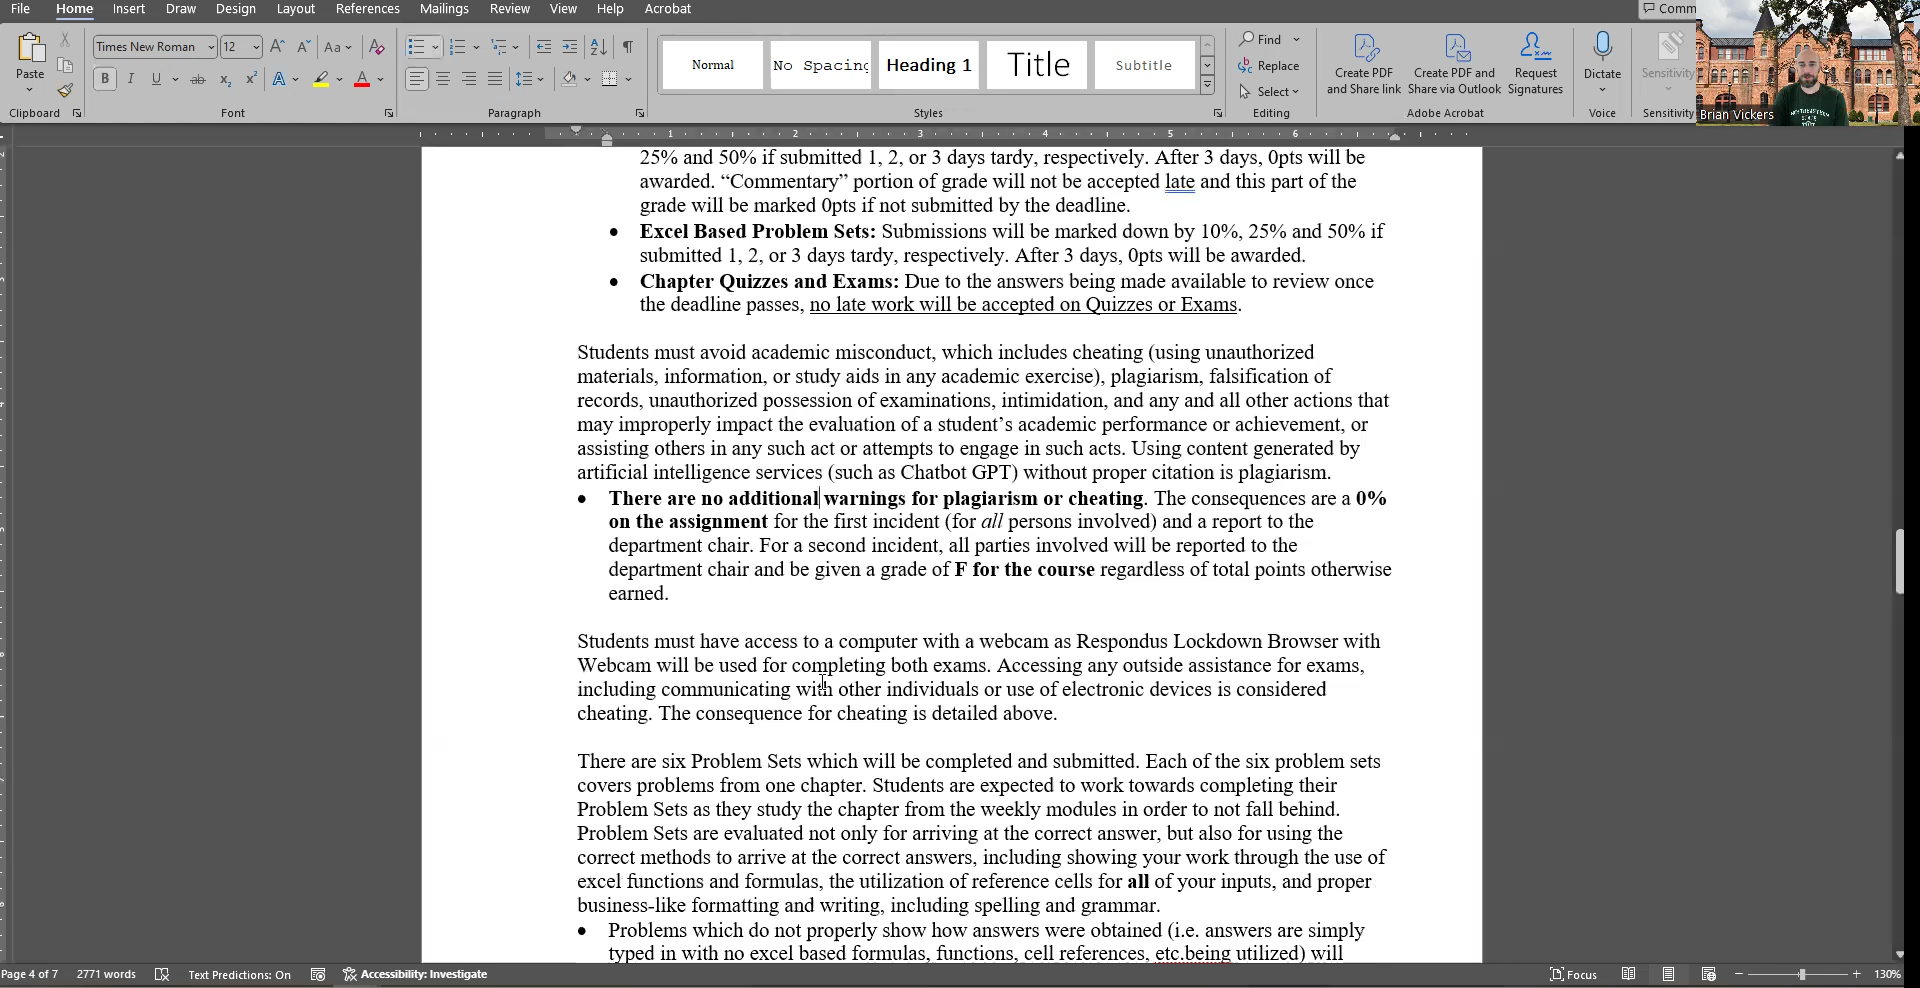 File Home Insert Draw Design Layout References Mailings Review View Help Acrobat
Comm
Times New Roman 12
Aa
Paste
B I U ab x2 x2 A A
Normal No Spacing Heading 1 Title Subtitle
Find
Replace
Select
Create PDF and Share link
Create PDF and Share via Outlook
Request Signatures
Dictate
Sensitivity
Brian Vickers
Clipboard Font Paragraph Styles Editing Adobe Acrobat Voice Sensitivity
1 2 3 4 5 6
25% and 50% if submitted 1, 2, or 3 days tardy, respectively. After 3 days, 0pts will be
awarded. “Commentary” portion of grade will not be accepted late and this part of the
grade will be marked 0pts if not submitted by the deadline.
• Excel Based Problem Sets: Submissions will be marked down by 10%, 25% and 50% if
submitted 1, 2, or 3 days tardy, respectively. After 3 days, 0pts will be awarded.
• Chapter Quizzes and Exams: Due to the answers being made available to review once
the deadline passes, no late work will be accepted on Quizzes or Exams.
Students must avoid academic misconduct, which includes cheating (using unauthorized
materials, information, or study aids in any academic exercise), plagiarism, falsification of
records, unauthorized possession of examinations, intimidation, and any and all other actions that
may improperly impact the evaluation of a student’s academic performance or achievement, or
assisting others in any such act or attempts to engage in such acts. Using content generated by
artificial intelligence services (such as Chatbot GPT) without proper citation is plagiarism.
• There are no additional warnings for plagiarism or cheating. The consequences are a 0%
on the assignment for the first incident (for all persons involved) and a report to the
department chair. For a second incident, all parties involved will be reported to the
department chair and be given a grade of F for the course regardless of total points otherwise
earned.
Students must have access to a computer with a webcam as Respondus Lockdown Browser with
Webcam will be used for completing both exams. Accessing any outside assistance for exams,
including communicating with other individuals or use of electronic devices is considered
cheating. The consequence for cheating is detailed above.
There are six Problem Sets which will be completed and submitted. Each of the six problem sets
covers problems from one chapter. Students are expected to work towards completing their
Problem Sets as they study the chapter from the weekly modules in order to not fall behind.
Problem Sets are evaluated not only for arriving at the correct answer, but also for using the
correct methods to arrive at the correct answers, including showing your work through the use of
excel functions and formulas, the utilization of reference cells for all of your inputs, and proper
business-like formatting and writing, including spelling and grammar.
• Problems which do not properly show how answers were obtained (i.e. answers are simply
typed in with no excel based formulas, functions, cell references, etc.being utilized) will
Page 4 of 7 2771 words Text Predictions: On Accessibility: Investigate Focus 130%